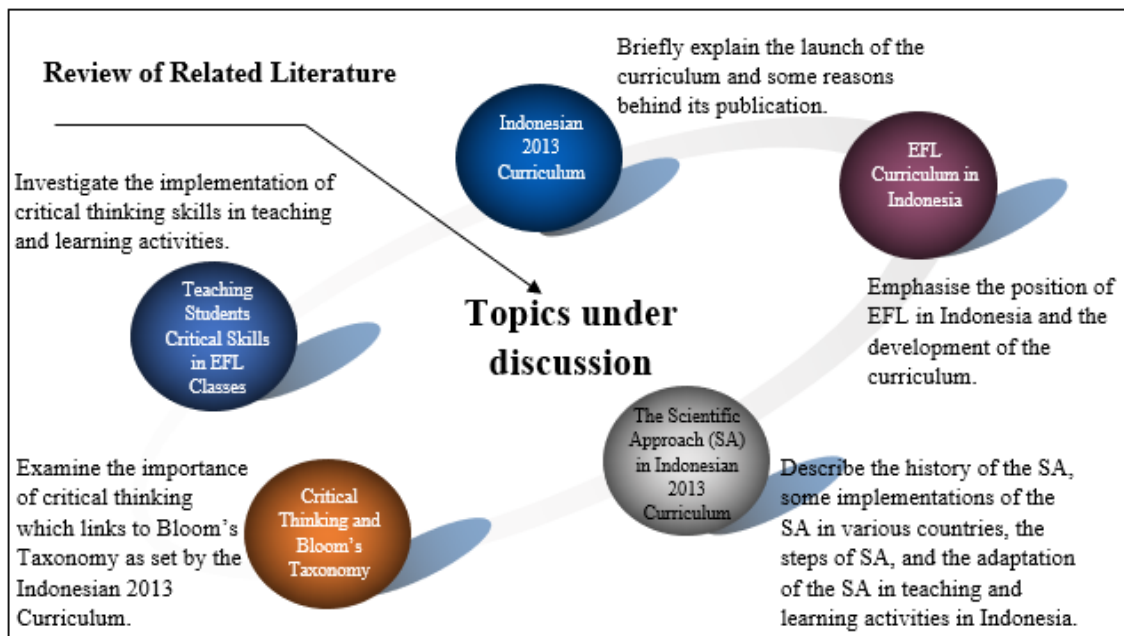 Review of Related Literature
Briefly explain the launch of the
curriculum and some reasons
behind its publication.
Indonesian
2013
Curriculum
EFL
Curriculum in
Indonesia
Emphasise the position of
EFL in Indonesia and the
development of the
curriculum.
Investigate the implementation of
critical thinking skills in teaching
and learning activities.
Teaching
Students
Critical Skills
in EFL
Classes
Topics under
discussion
The Scientific
Approach (SA)
in Indonesian
2013
Curriculum
Describe the history of the SA,
some implementations of the
SA in various countries, the
steps of SA, and the adaptation
of the SA in teaching and
learning activities in Indonesia.
Examine the importance
of critical thinking
which links to Bloom's
Taxonomy as set by the
Indonesian 2013
Curriculum.
Critical
Thinking and
Bloom's
Taxonomy